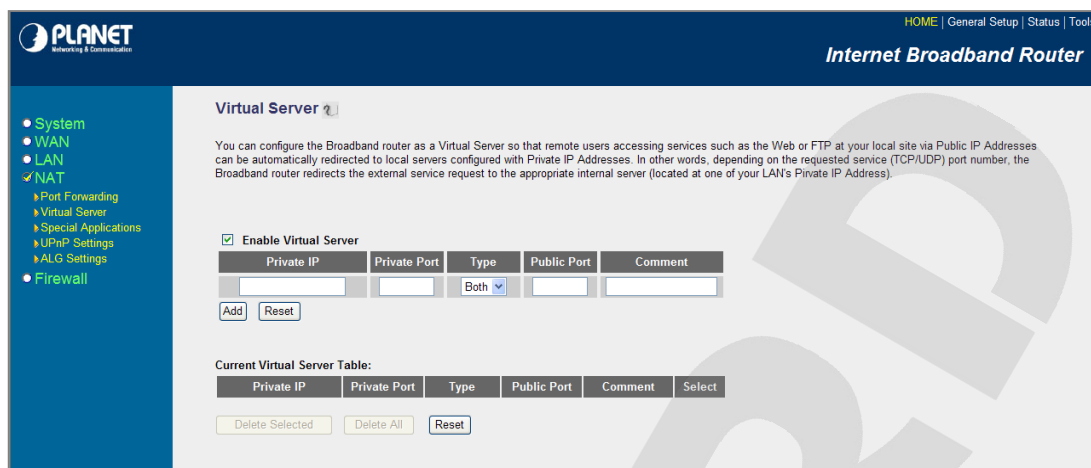 PLANET
Networking & Communication
HOME | General Setup | Status | Tools
Internet Broadband Router
System
WAN
LAN
NAT
Port Forwarding
Virtual Server
Special Applications
UPnP Settings
ALG Settings
Firewall
Virtual Server
You can configure the Broadband router as a Virtual Server so that remote users accessing services such as the Web or FTP at your local site via Public IP Addresses
can be automatically redirected to local servers configured with Private IP Addresses. In other words, depending on the requested service (TCP/UDP) port number, the
Broadband router redirects the external service request to the appropriate internal server (located at one of your LAN's Private IP Address).
Enable Virtual Server
Private IP Private Port Type Public Port Comment
Both
Add Reset
Current Virtual Server Table:
Private IP Private Port Type Public Port Comment Select
Delete Selected Delete All Reset